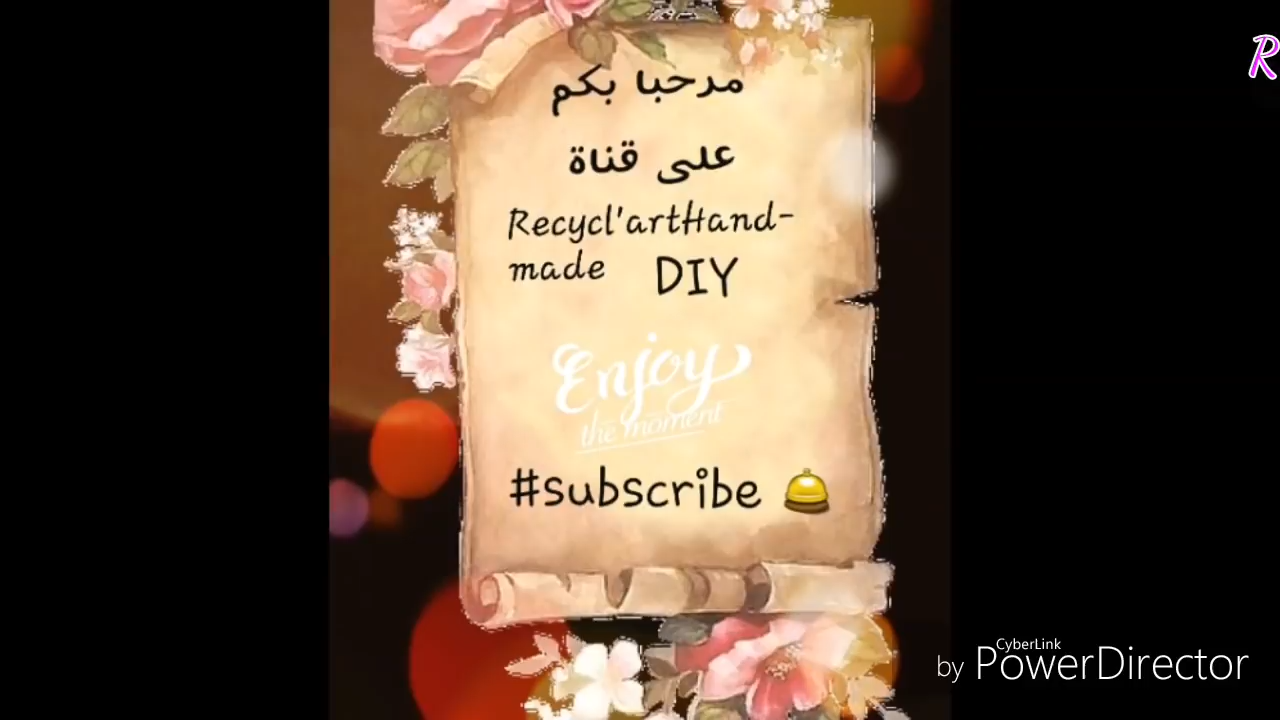 مرحبا بكم
على قناة
Recycl'artHand-
made DIY
Enjoy
the moment
#subscribe 🛎
R
CyberLink
by PowerDirector